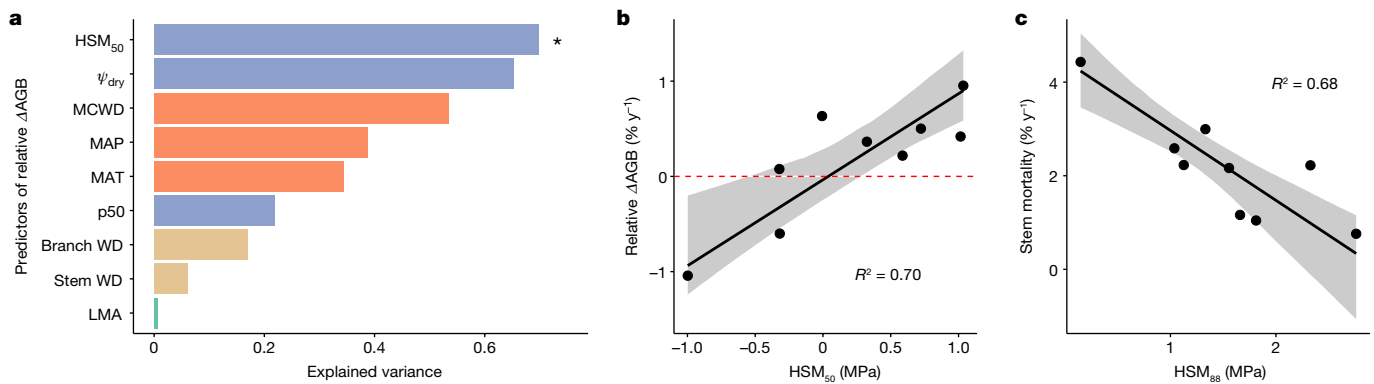 a
Predictors of relative ΔAGB
HSM50
*
ψdry
MCWD
MAP
MAT
p50
Branch WD
Stem WD
LMA
0 0.2 0.4 0.6
Explained variance
b
Relative ΔAGB (% y−1)
1
0
−1
R2 = 0.70
−1.0 −0.5 0 0.5 1.0
HSM50 (MPa)
c
Stem mortality (% y−1)
4
2
0
R2 = 0.68
1 2
HSM88 (MPa)